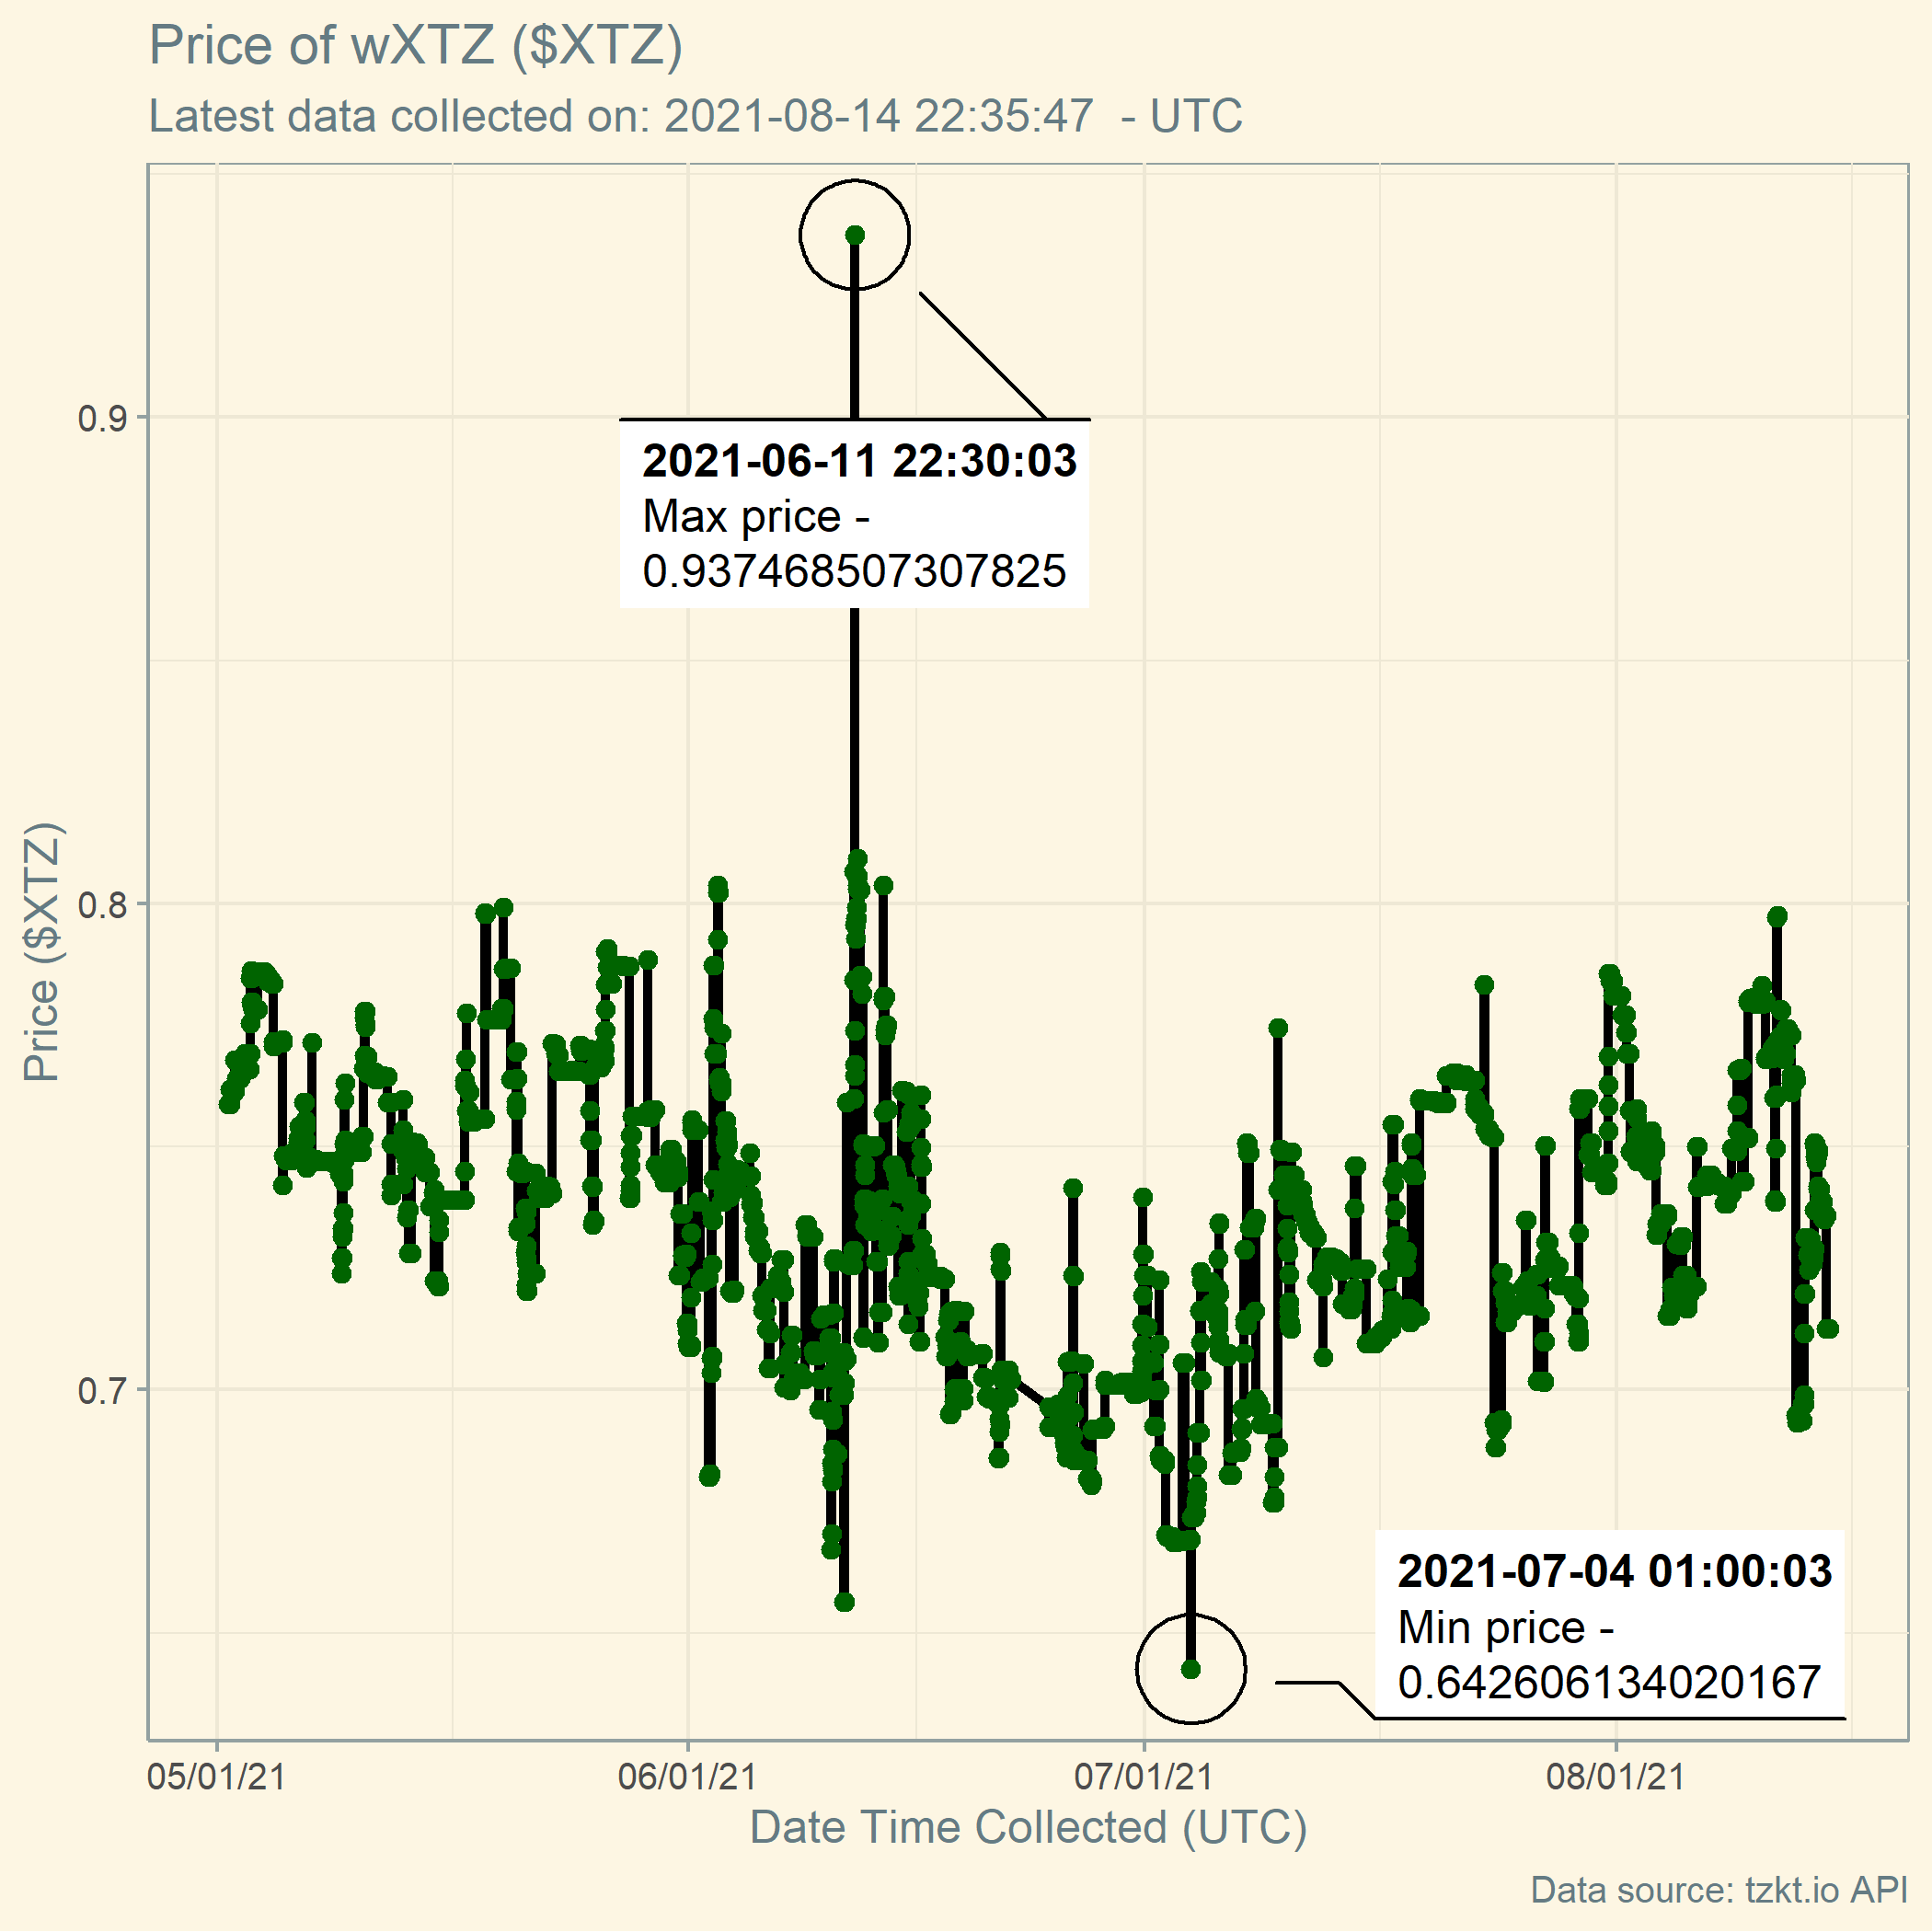 Price of wXTZ ($XTZ)
Latest data collected on: 2021-08-14 22:35:47  - UTC
Price ($XTZ)
0.9
0.8
0.7
2021-06-11 22:30:03
Max price -
0.937468507307825
2021-07-04 01:00:03
Min price -
0.642606134020167
05/01/21
06/01/21
07/01/21
08/01/21
Date Time Collected (UTC)
Data source: tzkt.io API